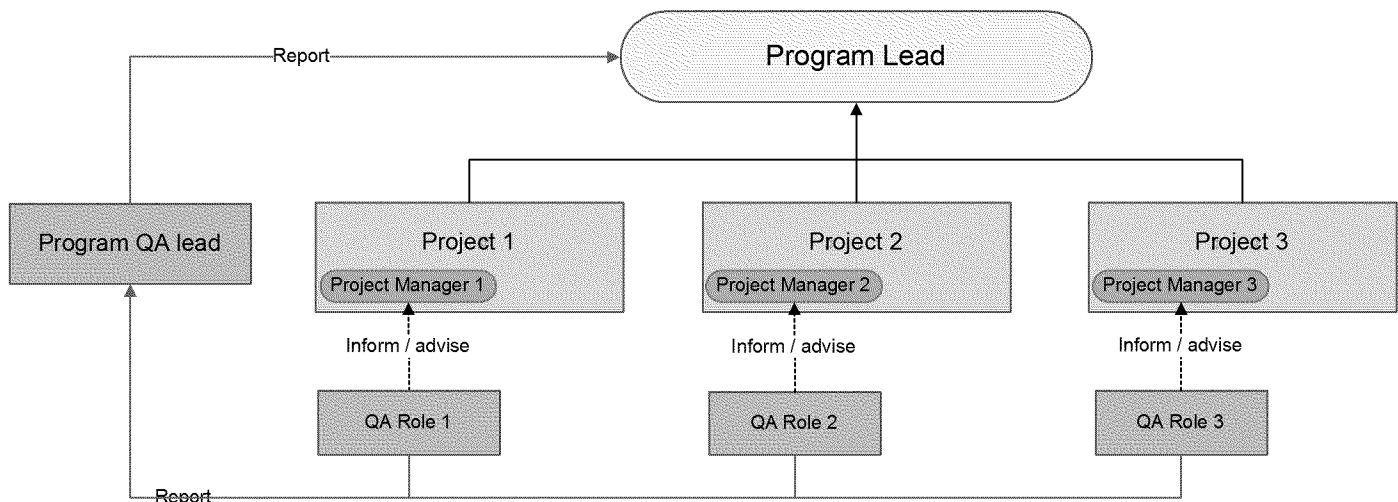 Report
Program Lead
Program QA lead
Project 1
Project 2
Project 3
Project Manager 1
Project Manager 2
Project Manager 3
Inform / advise
Inform / advise
Inform / advise
QA Role 1
QA Role 2
QA Role 3
Report